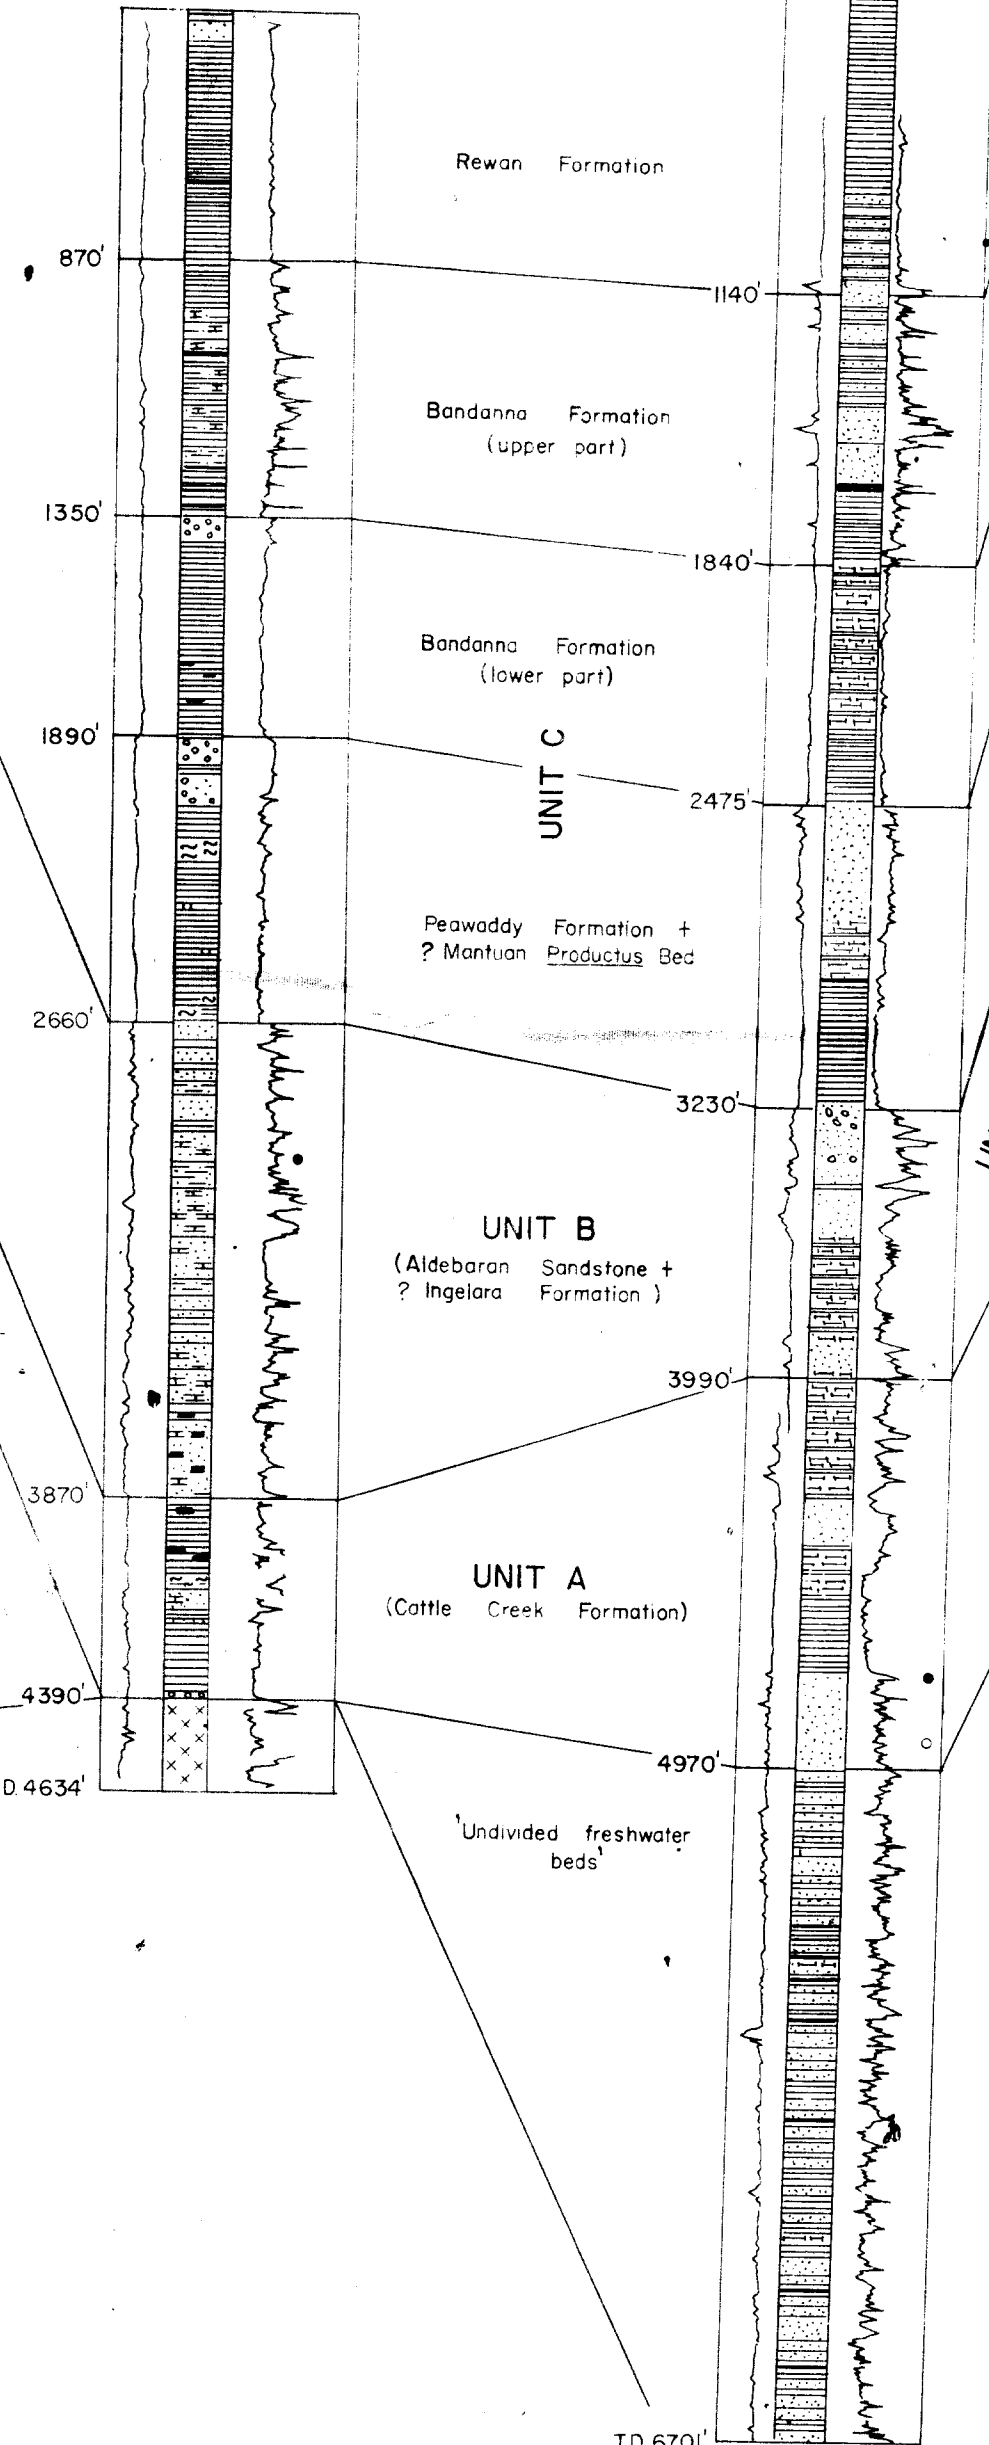 Rewan Formation
870'
1140'
Bandanna Formation
(upper part)
1350'
1840'
Bandanna Formation
(lower part)
1890'
UNIT C
2475'
Peawaddy Formation +
? Mantuan Productus Bed
2660'
3230'
UNIT B
(Aldebaran Sandstone +
? Ingelara Formation )
3990'
3870'
UNIT A
(Cattle Creek Formation)
4390'
4970'
D. 4634'
'Undivided freshwater
beds'
T.D. 6701'